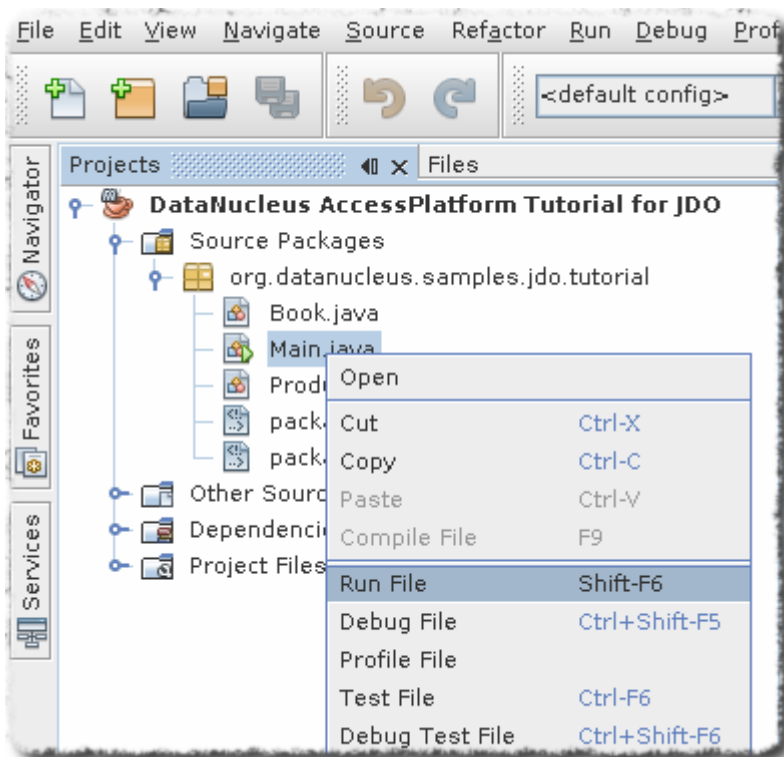 File Edit View Navigate Source Refactor Run Debug
<default config>
Projects Files
Navigator
Favorites
Services
DataNucleus AccessPlatform Tutorial for JDO
Source Packages
org.datanucleus.samples.jdo.tutorial
Book.java
Main.java
Open
Cut Ctrl-X
Copy Ctrl-C
Other
Paste Ctrl-V
Compile File F9
Project Files
Run File Shift-F6
Debug File Ctrl+Shift-F5
Profile File
Test File Ctrl-F6
Debug Test File Ctrl+Shift-F6